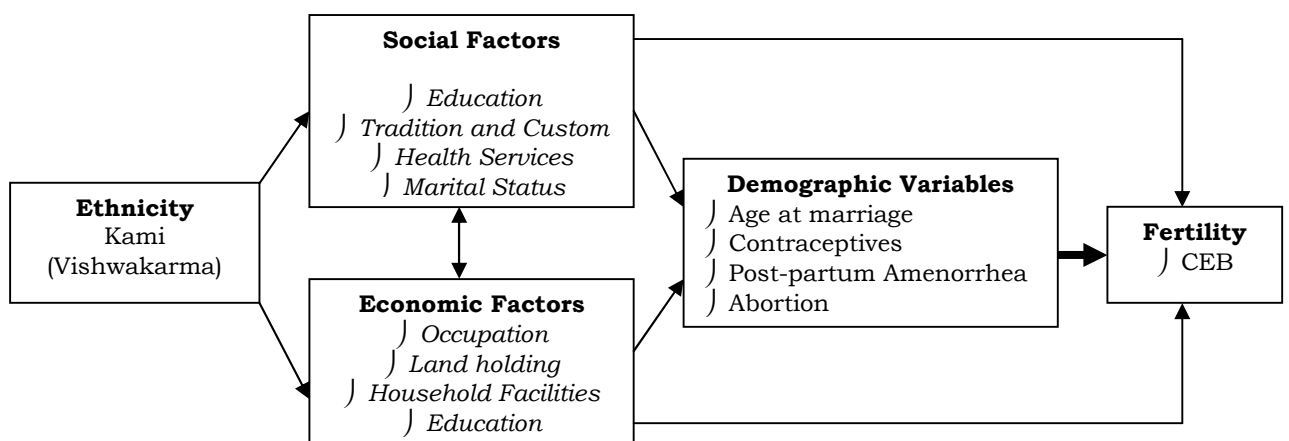 Social Factors
⎠ Education
⎠ Tradition and Custom
⎠ Health Services
⎠ Marital Status
Ethnicity
Kami
(Vishwakarma)
Economic Factors
⎠ Occupation
⎠ Land holding
⎠ Household Facilities
⎠ Education
Demographic Variables
⎠ Age at marriage
⎠ Contraceptives
⎠ Post-partum Amenorrhea
⎠ Abortion
Fertility
⎠ CEB